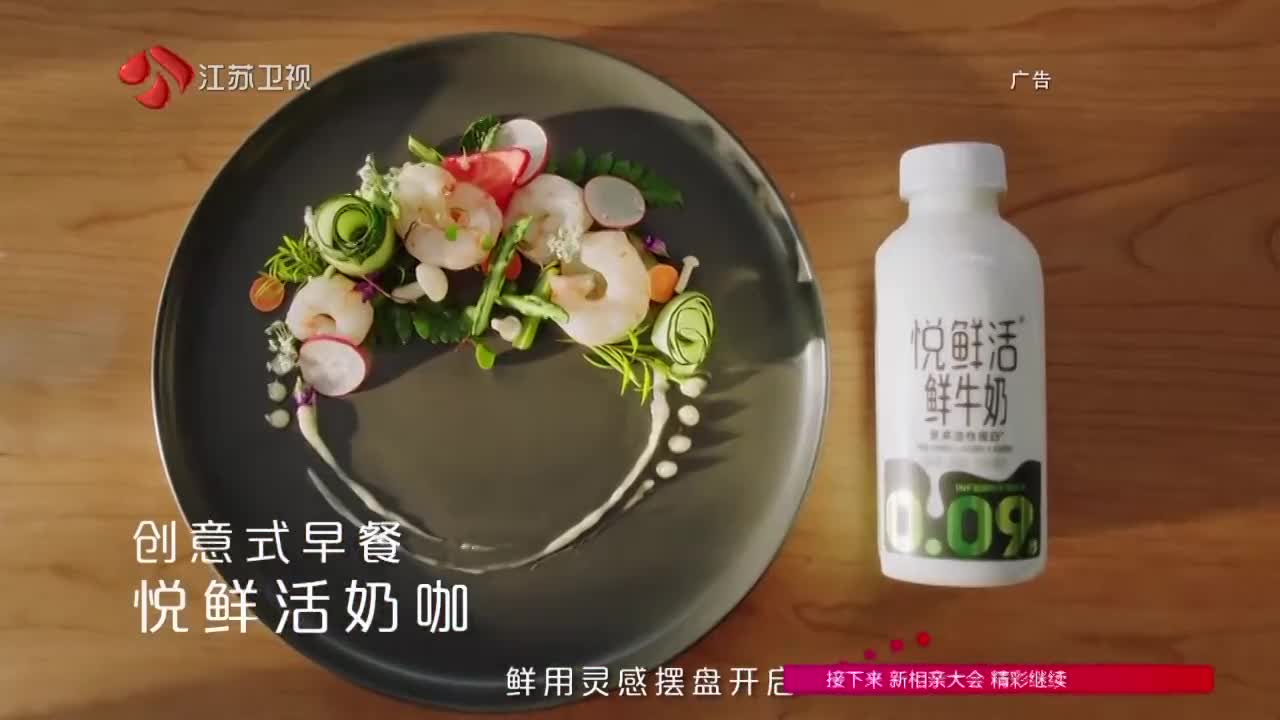 江苏卫视
广告
悦鲜活
鲜牛奶
0.09
创意式早餐
悦鲜活奶咖
鲜用灵感摆盘开启
接下来 新相亲大会 精彩继续